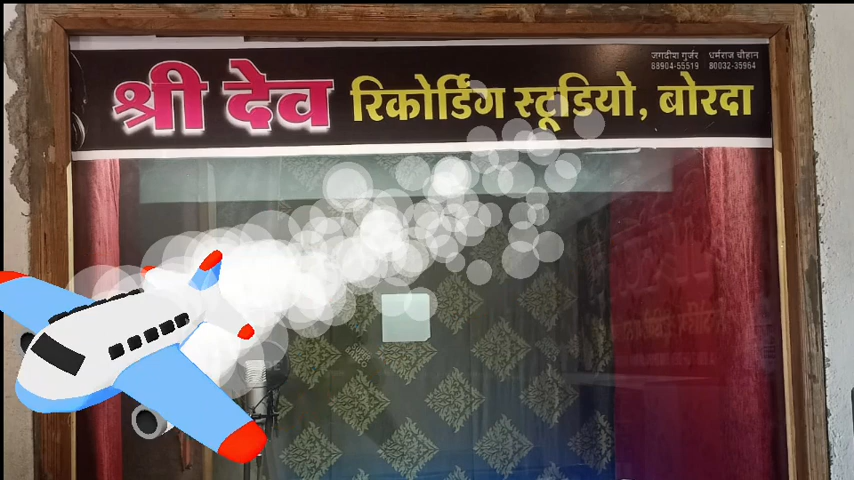 जगदीश गुर्जर धर्मराज चौहान
88904-55519 80032-35964
श्री देव रिकोर्डिंग स्टूडियो, बोरदा